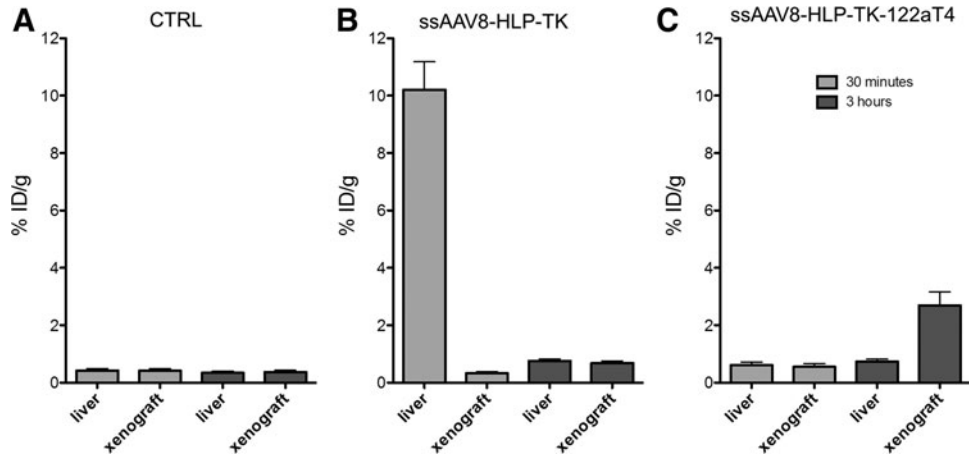 A
CTRL
% ID/g
12
10
8
6
4
2
0
liver
xenograft
liver
xenograft
B
ssAAV8-HLP-TK
% ID/g
12
10
8
6
4
2
0
liver
xenograft
liver
xenograft
C
ssAAV8-HLP-TK-122aT4
30 minutes
3 hours
% ID/g
12
10
8
6
4
2
0
liver
xenograft
liver
xenograft